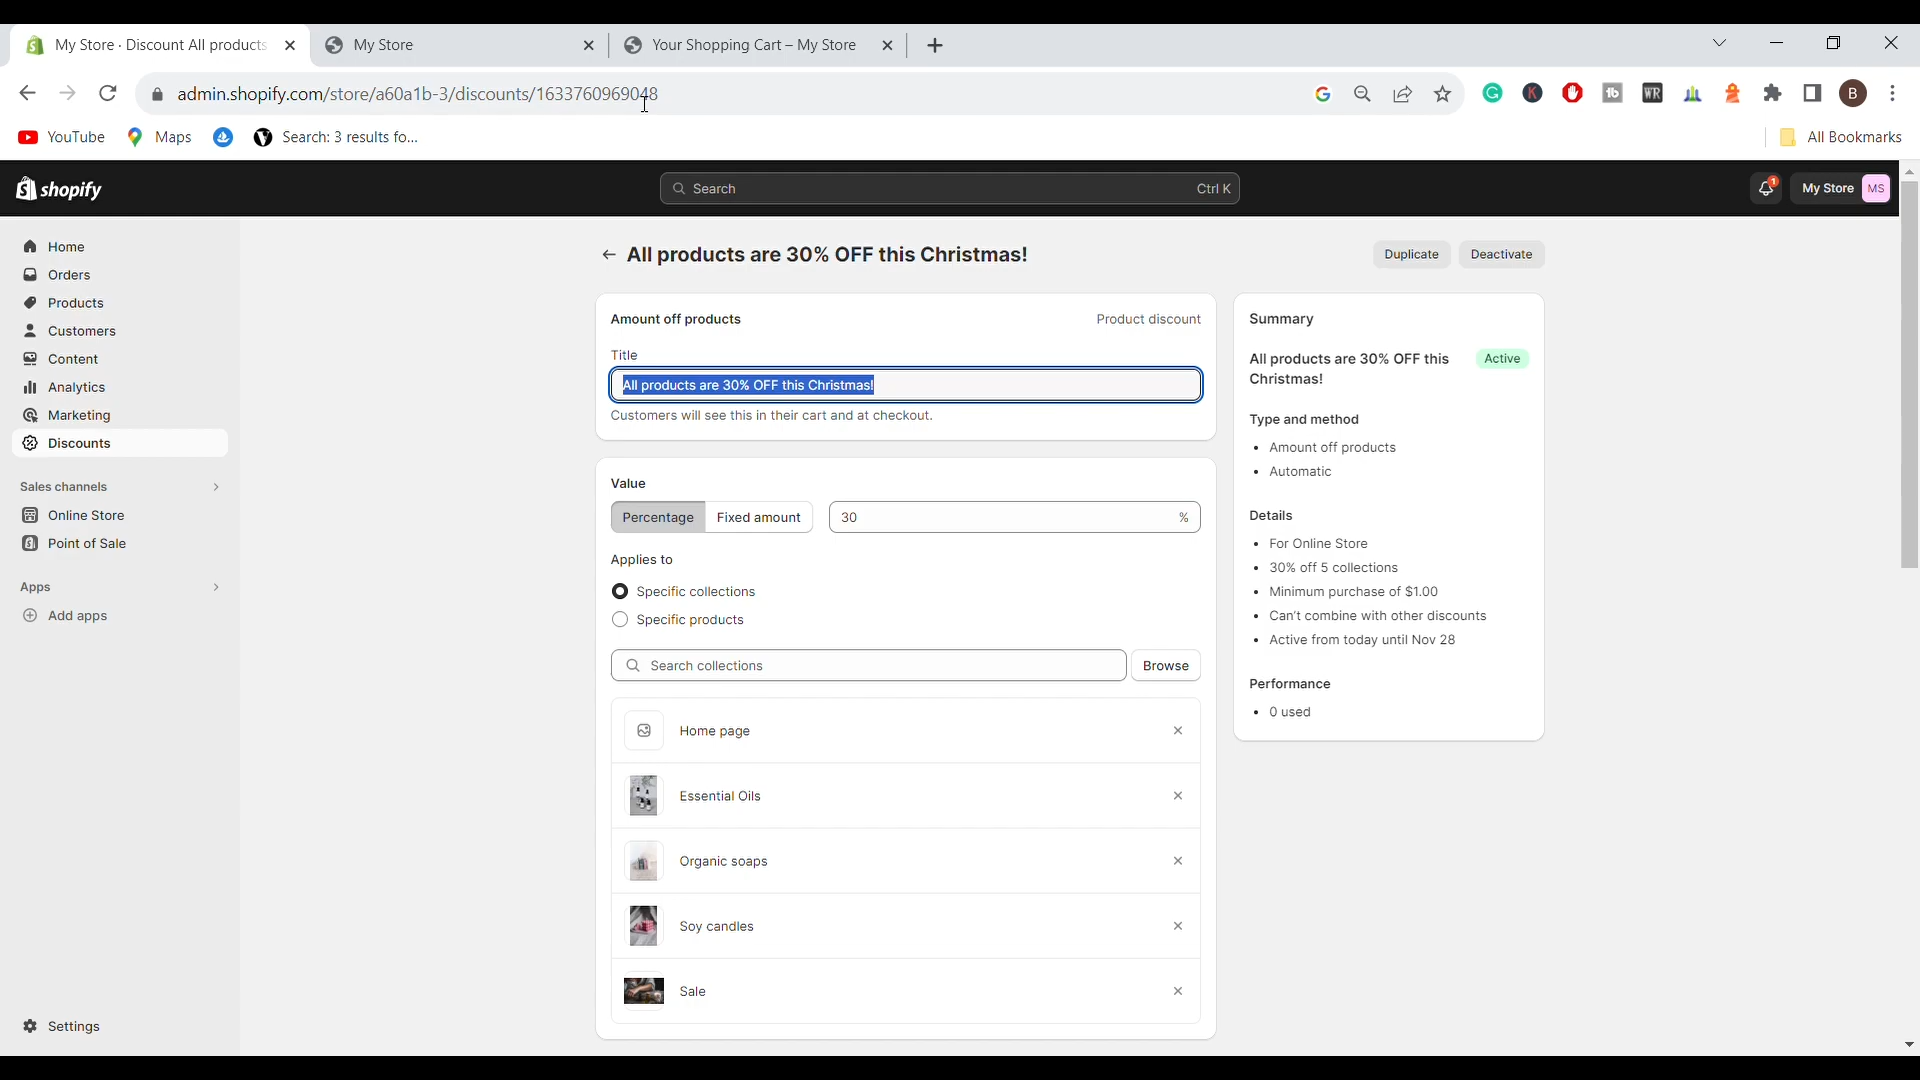 My Store · Discount All products
My Store
Your Shopping Cart – My Store
admin.shopify.com/store/a60a1b-3/discounts/1633760969048
B
YouTube
Maps
Search: 3 results fo...
All Bookmarks
shopify
Search
Ctrl K
1
My Store
MS
Home
Orders
Products
Customers
Content
Analytics
Marketing
Discounts
Sales channels
Online Store
Point of Sale
Apps
Add apps
Settings
All products are 30% OFF this Christmas!
Duplicate
Deactivate
Amount off products
Product discount
Title
All products are 30% OFF this Christmas!
Customers will see this in their cart and at checkout.
Value
Percentage
Fixed amount
30
%
Applies to
Specific collections
Specific products
Search collections
Browse
Home page
Essential Oils
Organic soaps
Soy candles
Sale
Summary
All products are 30% OFF this
Christmas!
Active
Type and method
• Amount off products
• Automatic
Details
• For Online Store
• 30% off 5 collections
• Minimum purchase of $1.00
• Can't combine with other discounts
• Active from today until Nov 28
Performance
• 0 used